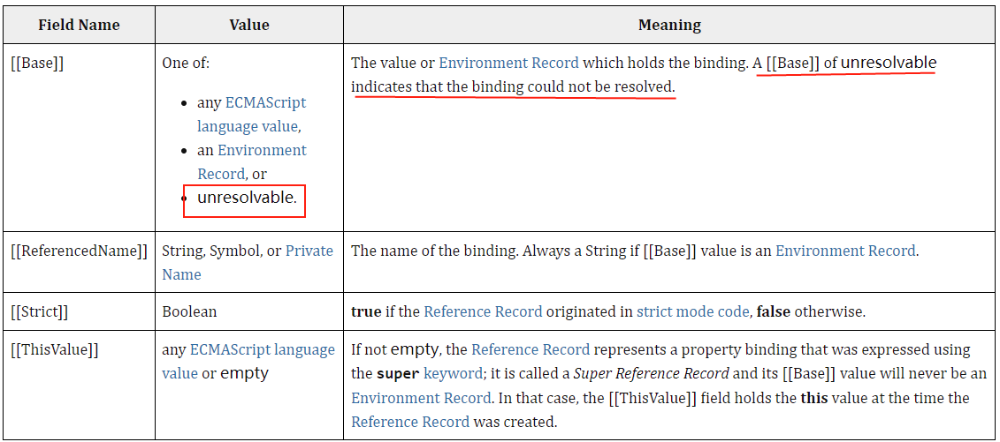 Field Name Value Meaning
[[Base]] One of: The value or Environment Record which holds the binding. A [[Base]] of unresolvable
indicates that the binding could not be resolved.
• any ECMAScript
language value,
• an Environment
Record, or
• unresolvable.
[[ReferencedName]] String, Symbol, or Private The name of the binding. Always a String if [[Base]] value is an Environment Record.
Name
[[Strict]] Boolean true if the Reference Record originated in strict mode code, false otherwise.
[[ThisValue]] any ECMAScript language If not empty, the Reference Record represents a property binding that was expressed using
value or empty the super keyword; it is called a Super Reference Record and its [[Base]] value will never be an
Environment Record. In that case, the [[ThisValue]] field holds the this value at the time the
Reference Record was created.